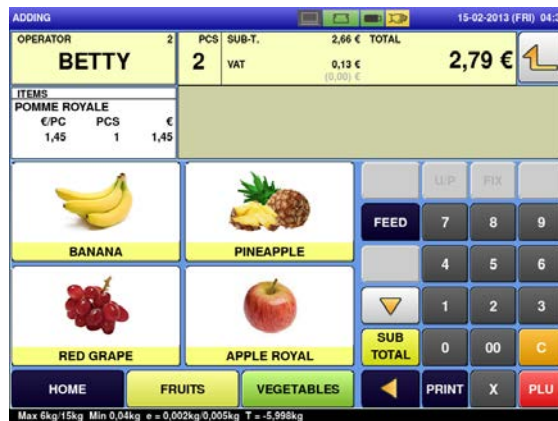 ADDING
15-02-2013 (FRI) 04:
OPERATOR 2
BETTY
PCS
2
SUB-T. 2,66 €
VAT 0,13 €
(0,00) €
TOTAL
2,79 €
ITEMS
POMME ROYALE
€/PC PCS €
1,45 1 1,45
BANANA
PINEAPPLE
RED GRAPE
APPLE ROYAL
U/P FIX
FEED 7 8 9
4 5 6
1 2 3
SUB TOTAL 0 00 C
HOME FRUITS VEGETABLES PRINT X PLU
Max 6kg/15kg Min 0,04kg e = 0,002kg/0,005kg T = -5,998kg